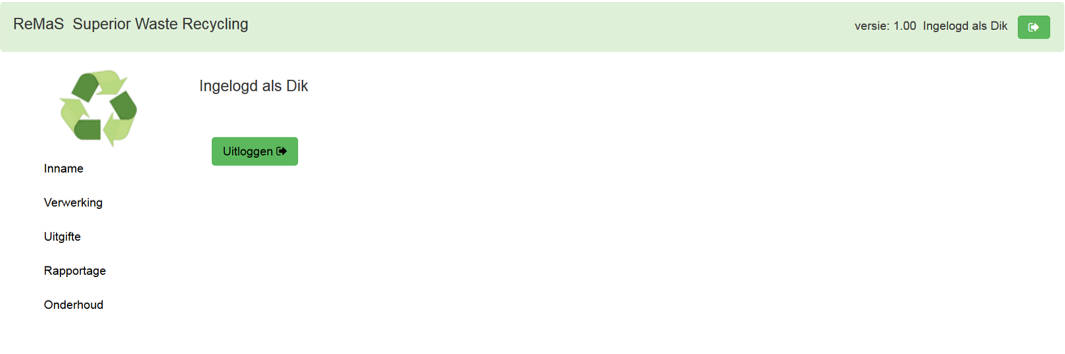 ReMaS Superior Waste Recycling
versie: 1.00 Ingelogd als Dik
Ingelogd als Dik
Uitloggen
Inname
Verwerking
Uitgifte
Rapportage
Onderhoud